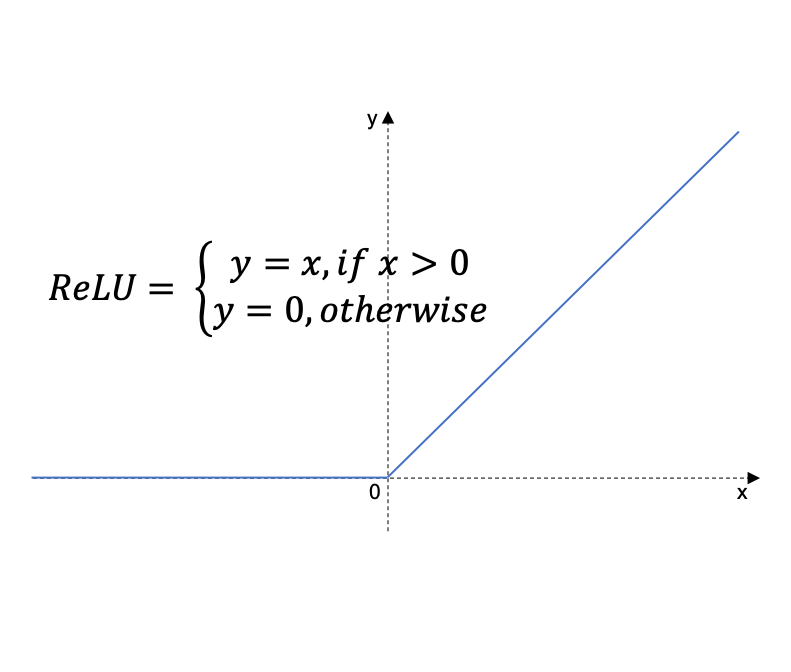 y
ReLU = { y = x, if x > 0
y = 0, otherwise
0
x